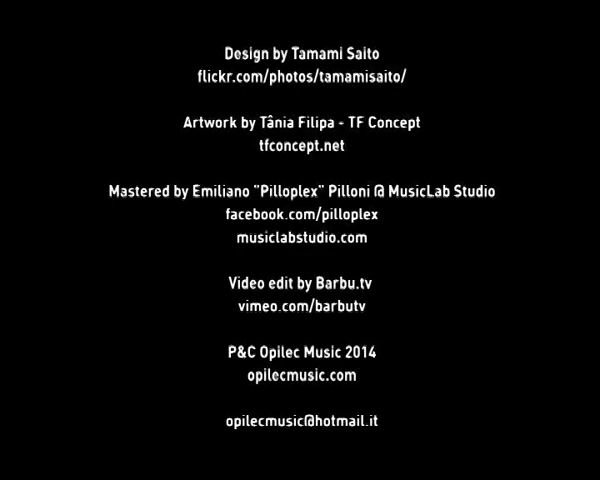 Design by Tamami Saito
flickr.com/photos/tamamisaito/
Artwork by Tânia Filipa - TF Concept
tfconcept.net
Mastered by Emiliano "Pilloplex" Pilloni @ MusicLab Studio
facebook.com/pilloplex
musiclabstudio.com
Video edit by Barbu.tv
vimeo.com/barbutv
P&C Opilec Music 2014
opilecmusic.com
opilecmusic@hotmail.it